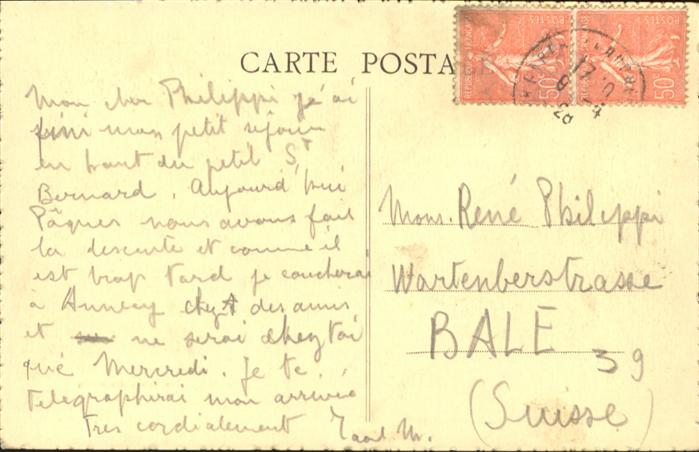 CARTE POSTALE
Mon cher Philippi j'ai
fini mon petit séjour
en haut du petit St
Bernard. Aujourd'hui
Pâques nous avons fait
la descente et comme il
est trop tard je coucherai
à Annecy chez des amis
et ne serai chez toi
que Mercredi. Je te
telegraphirai mon arrivée
Tres cordialement
Mons. René Philippi
Wartenberstrasse
BALE 39
(Suisse)
50
50